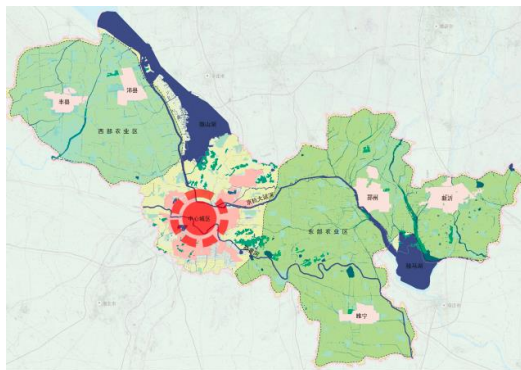 丰县
沛县
微山湖
西部农业区
中心城区
京杭大运河
邳州
新沂
东部农业区
骆马湖
睢宁